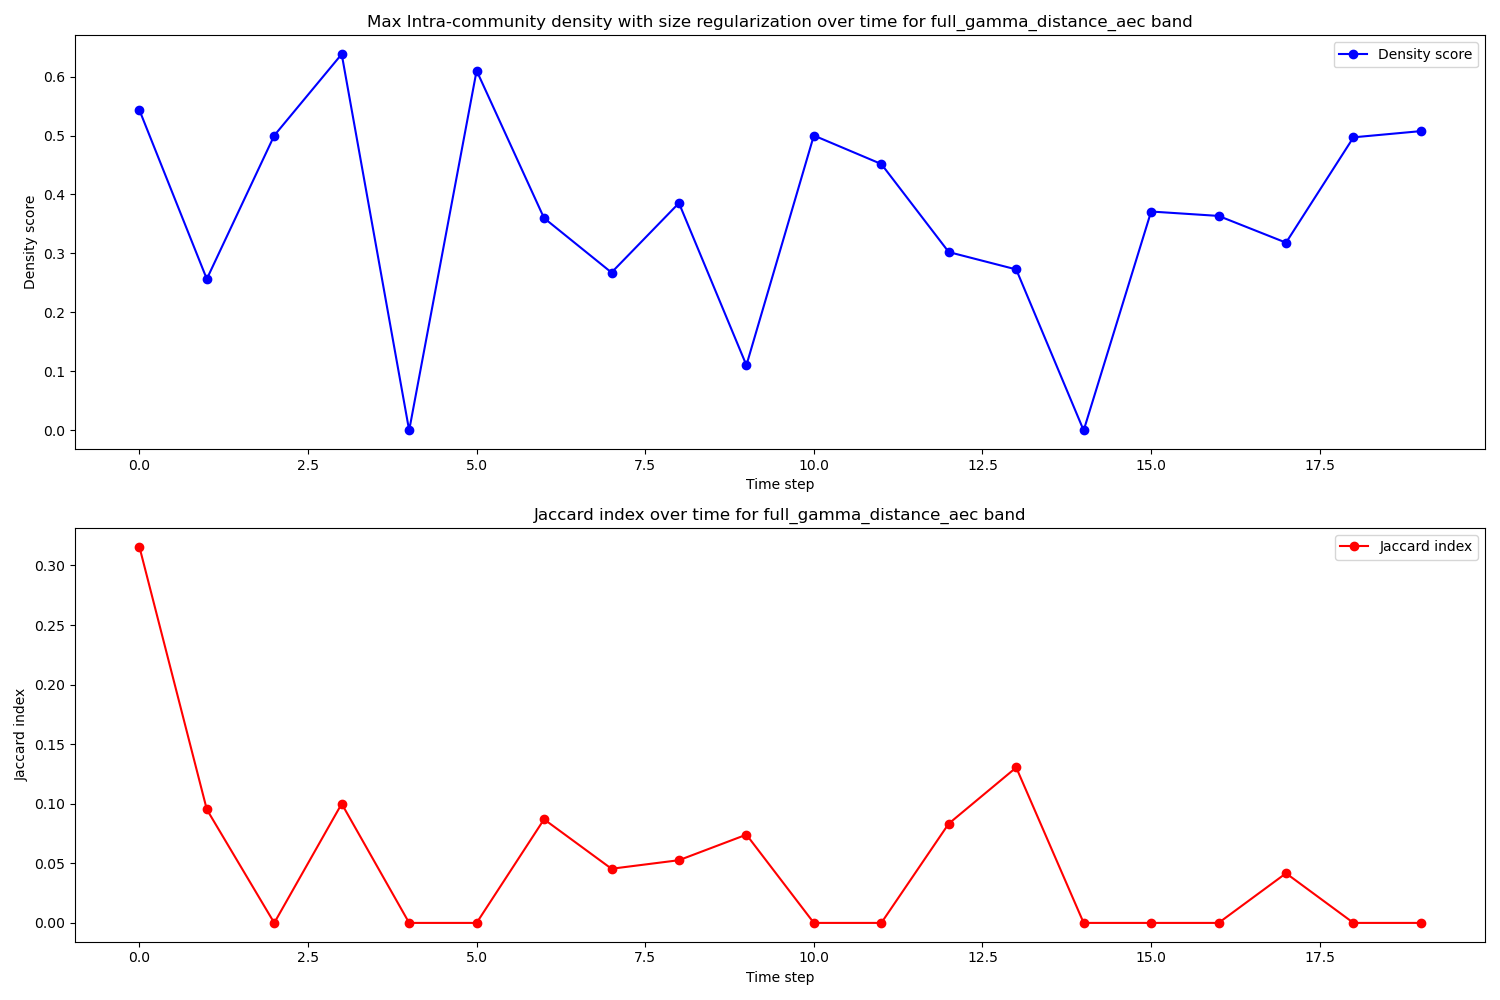 Max Intra-community density with size regularization over time for full_gamma_distance_aec band
Density score
0.6
0.5
0.4
0.3
0.2
0.1
0.0
Density score
0.0 2.5 5.0 7.5 10.0 12.5 15.0 17.5
Time step
Jaccard index over time for full_gamma_distance_aec band
Jaccard index
0.30
0.25
0.20
0.15
0.10
0.05
0.00
Jaccard index
0.0 2.5 5.0 7.5 10.0 12.5 15.0 17.5
Time step